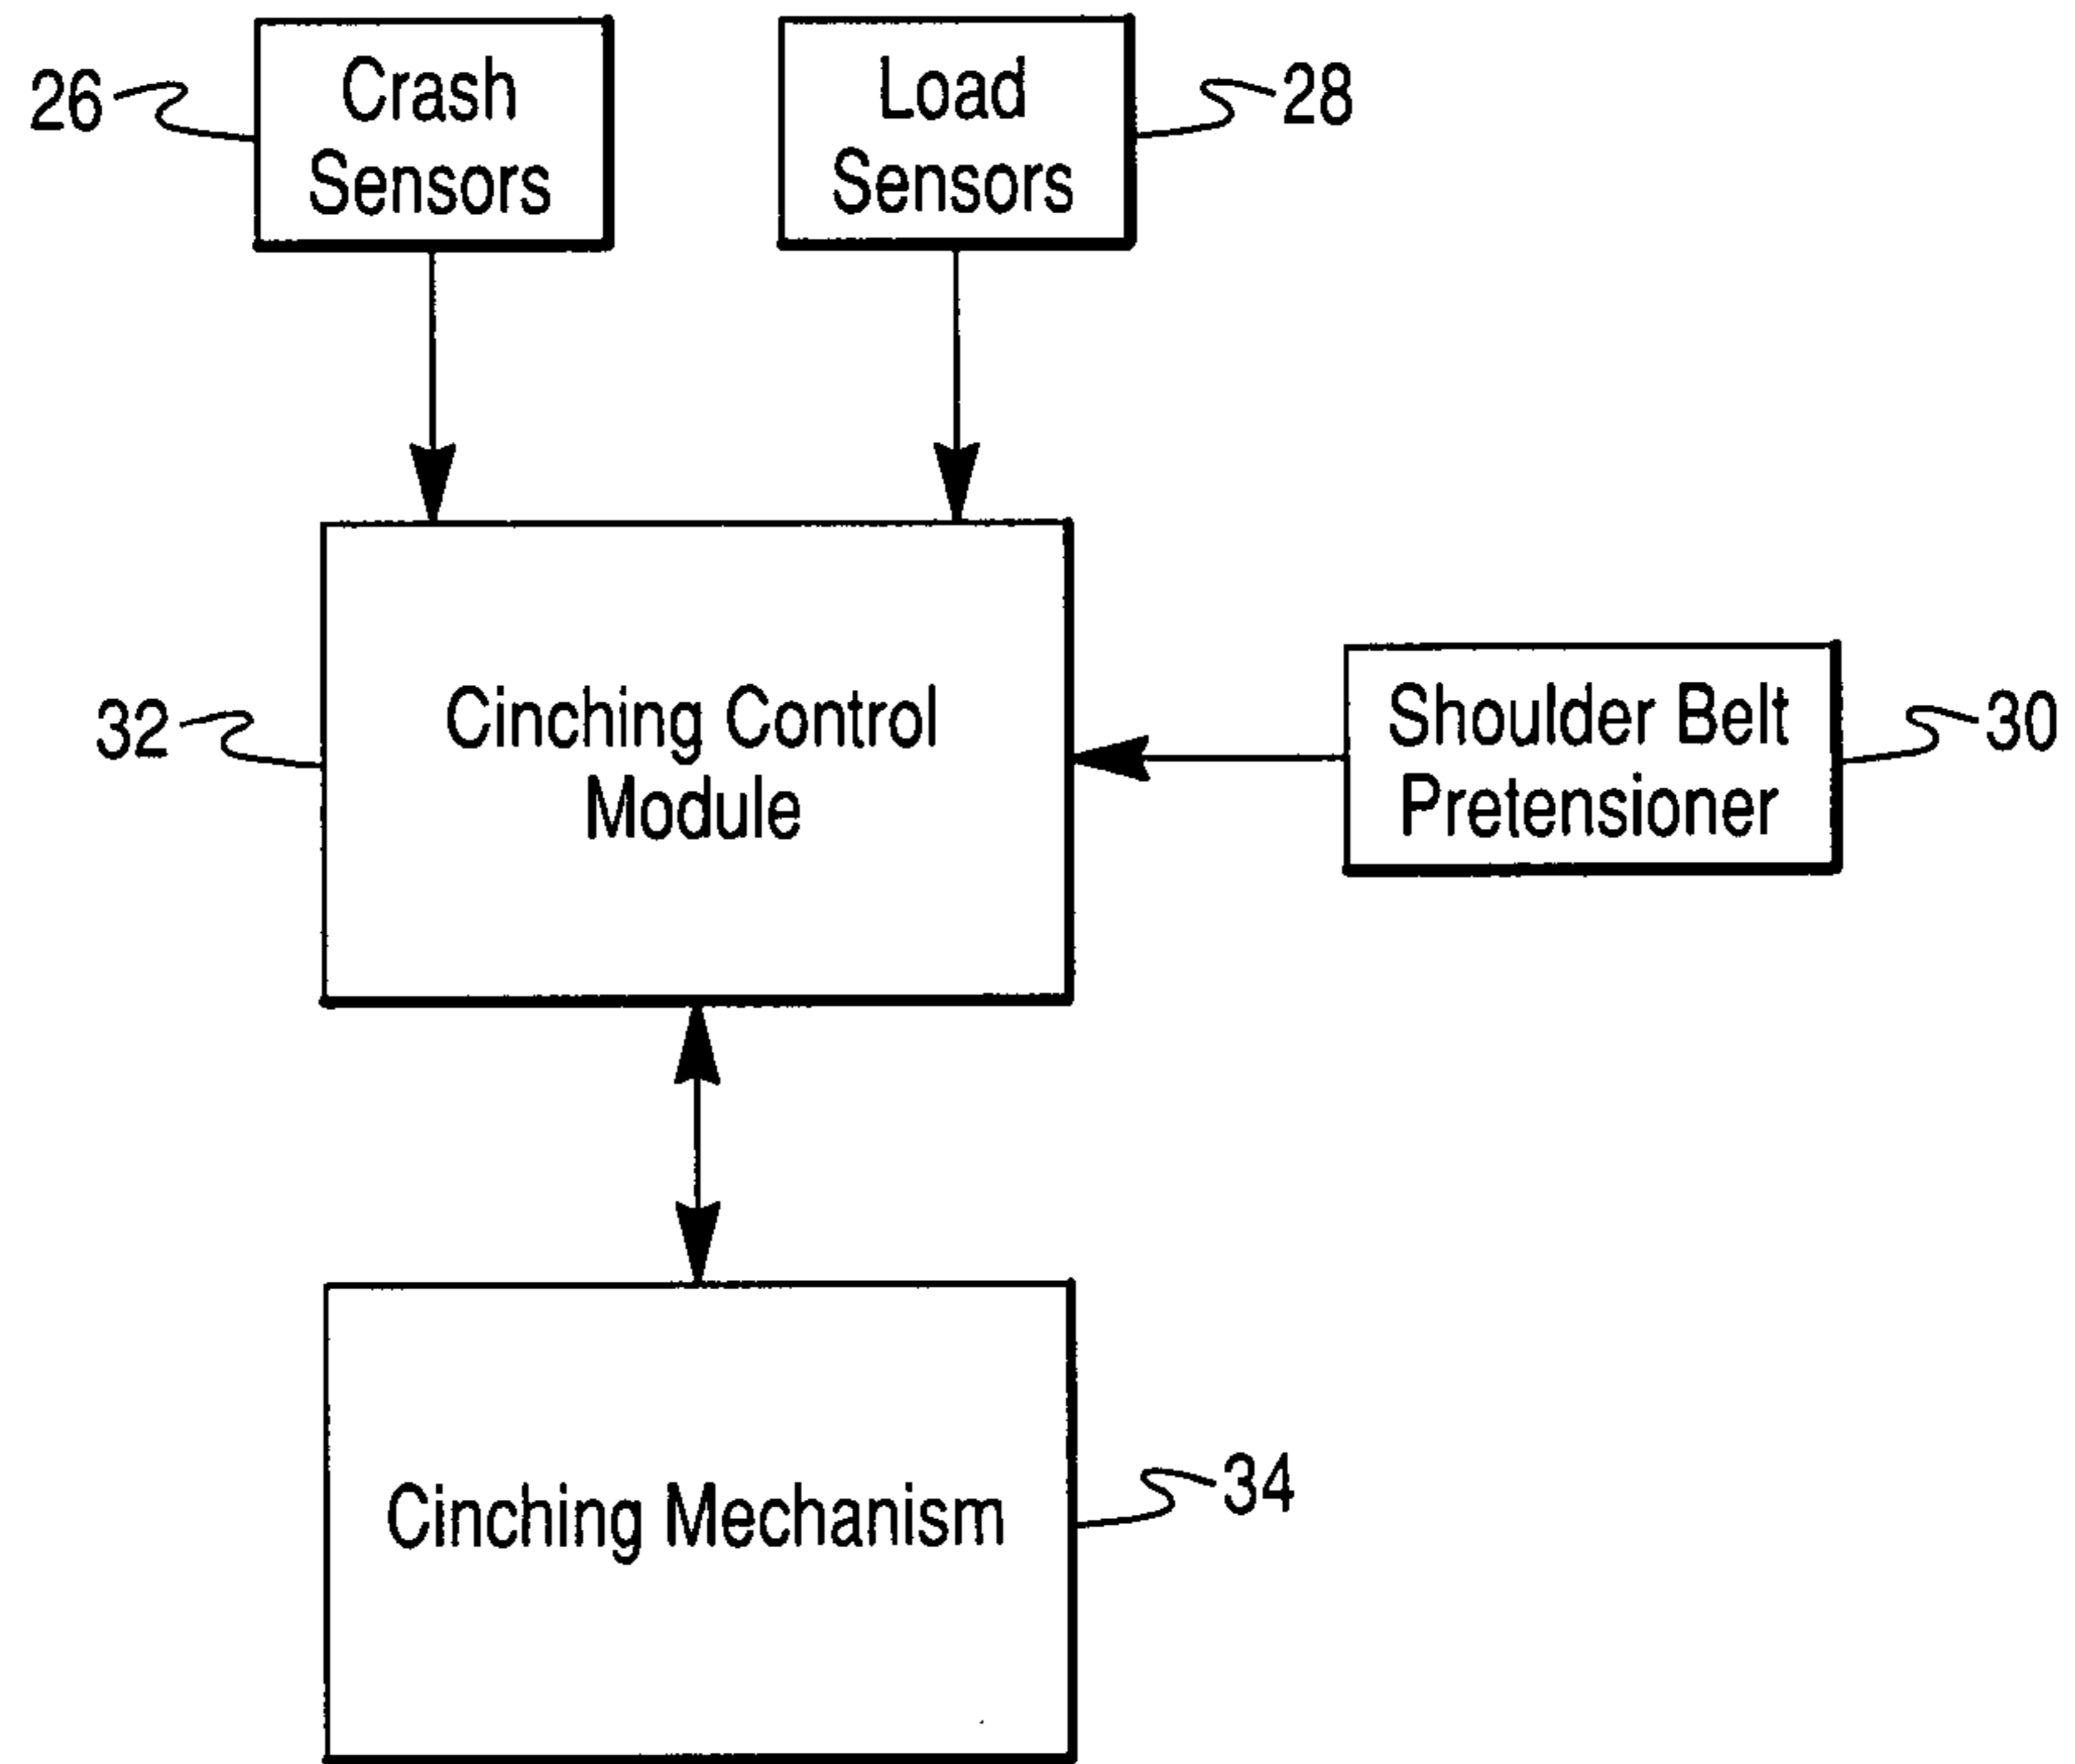 26
Crash
Sensors
Load
Sensors
28
32
Cinching Control
Module
Shoulder Belt
Pretensioner
30
Cinching Mechanism
34